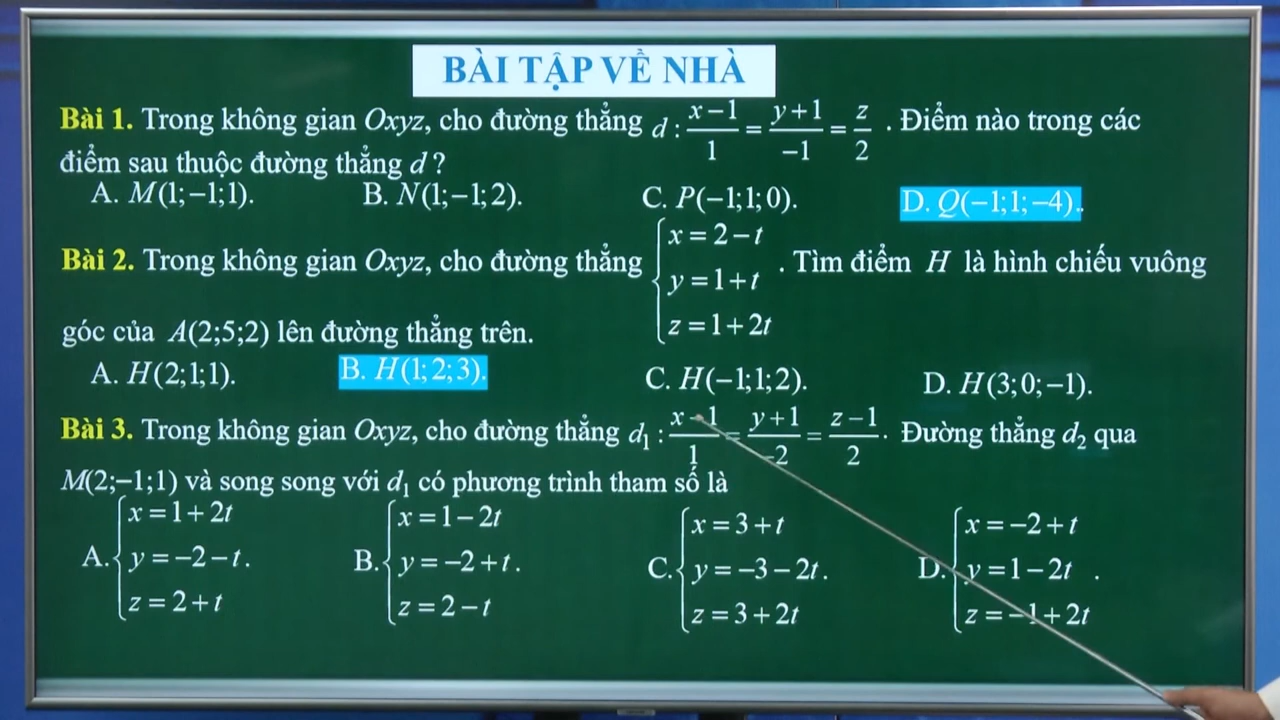 BÀI TẬP VỀ NHÀ
Bài 1. Trong không gian Oxyz, cho đường thẳng d : (x−1)/1 = (y+1)/−1 = z/2 . Điểm nào trong các
điểm sau thuộc đường thẳng d ?
A. M(1;−1;1). B. N(1;−1;2). C. P(−1;1;0). D. Q(−1;1;−4)..
Bài 2. Trong không gian Oxyz, cho đường thẳng { x = 2 − t; y = 1 + t; z = 1 + 2t . Tìm điểm H là hình chiếu vuông
góc của A(2;5;2) lên đường thẳng trên.
A. H(2;1;1). B. H(1;2;3). C. H(−1;1;2). D. H(3;0;−1).
Bài 3. Trong không gian Oxyz, cho đường thẳng d₁ : (x−1)/1 = (y+1)/−2 = (z−1)/2 . Đường thẳng d₂ qua
M(2;−1;1) và song song với d₁ có phương trình tham số là
A. { x = 1 + 2t; y = −2 − t; z = 2 + t . B. { x = 1 − 2t; y = −2 + t; z = 2 − t . C. { x = 3 + t; y = −3 − 2t; z = 3 + 2t . D. { x = −2 + t; y = 1 − 2t; z = −1 + 2t .